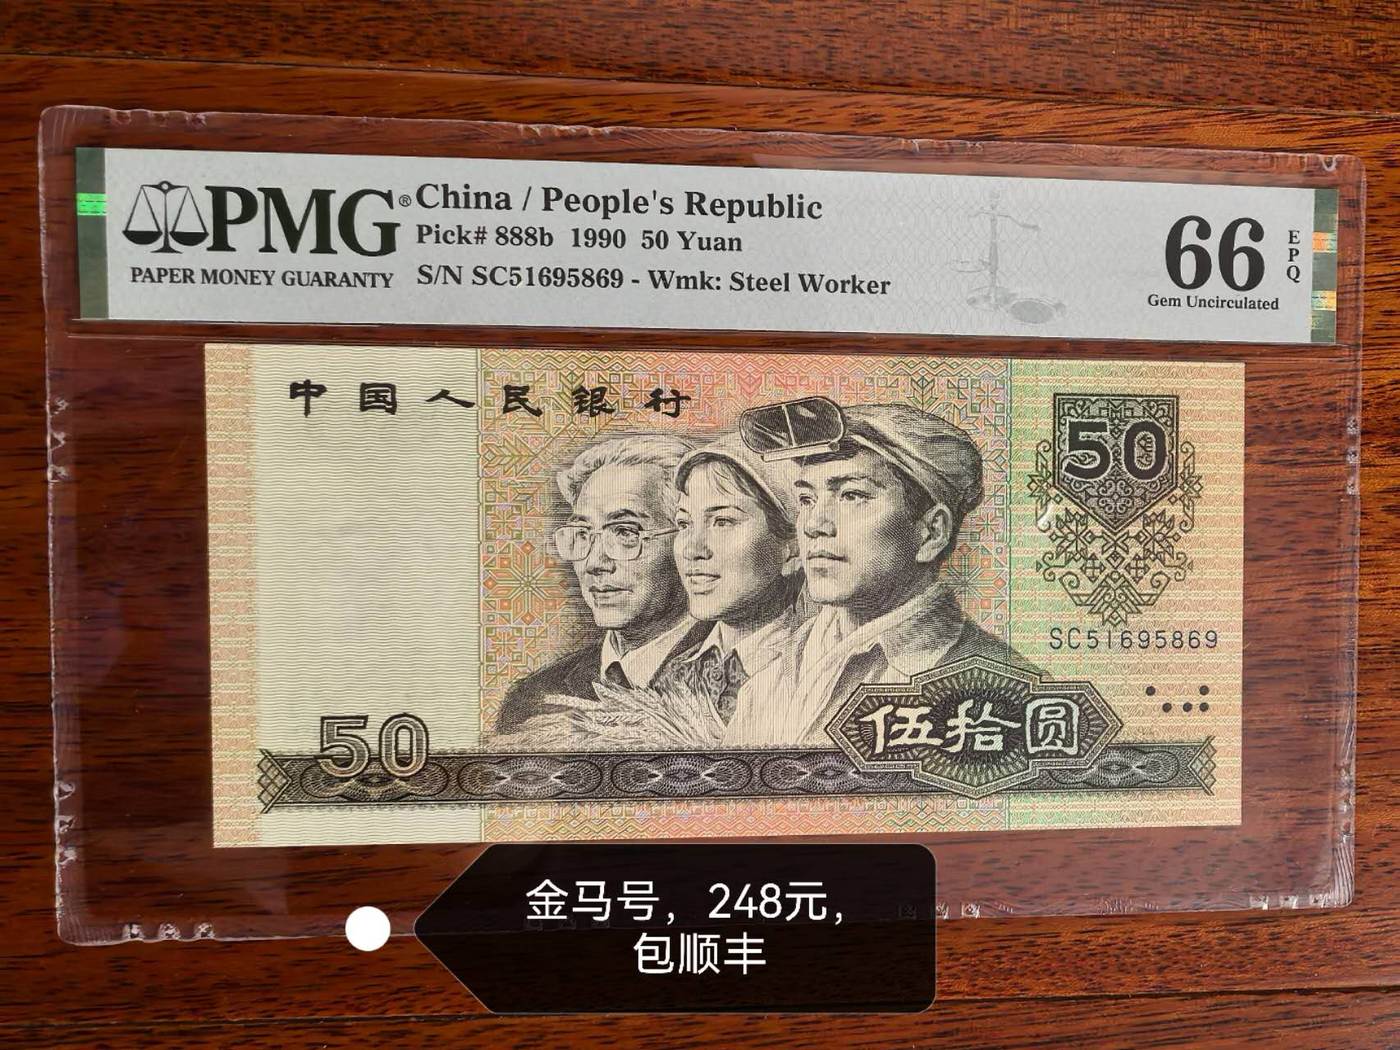 PMG®
PAPER MONEY GUARANTY
China / People's Republic
Pick# 888b 1990 50 Yuan
S/N SC51695869 - Wmk: Steel Worker
66
EPQ
Gem Uncirculated
中国人民银行
50
SC51695869
伍拾圆
50
金马号，248元，
包顺丰